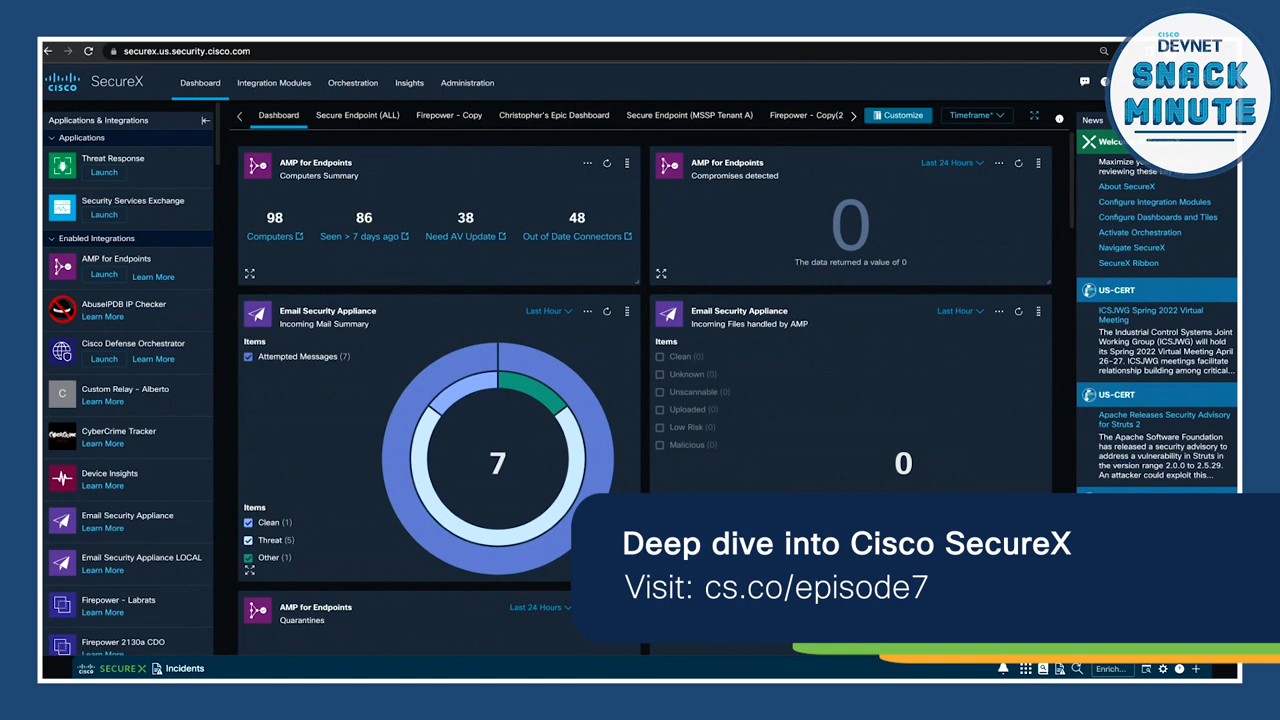 securex.us.security.cisco.com
CISCO
DEVNET
SNACK
MINUTE
CISCO
SecureX
Dashboard
Integration Modules
Orchestration
Insights
Administration
Applications & Integrations
Applications
Threat Response
Launch
Security Services Exchange
Launch
Enabled Integrations
AMP for Endpoints
Launch Learn More
AbuseIPDB IP Checker
Learn More
Cisco Defense Orchestrator
Launch Learn More
C
Custom Relay - Alberto
Learn More
CyberCrime Tracker
Learn More
Device Insights
Learn More
Email Security Appliance
Learn More
Email Security Appliance LOCAL
Learn More
Firepower - Labrats
Learn More
Firepower 2130a CDO
Dashboard
Secure Endpoint (ALL)
Firepower - Copy
Christopher's Epic Dashboard
Secure Endpoint (MSSP Tenant A)
Firepower - Copy(2
Customize
Timeframe*
AMP for Endpoints
Computers Summary
98 86 38 48
Computers Seen > 7 days ago Need AV Update Out of Date Connectors
AMP for Endpoints
Last 24 Hours
Compromises detected
0
The data returned a value of 0
Email Security Appliance
Last Hour
Incoming Mail Summary
Items
Attempted Messages (7)
7
Items
Clean (1)
Threat (5)
Other (1)
Email Security Appliance
Last Hour
Incoming Files handled by AMP
Items
Clean (0)
Unknown (0)
Unscannable (0)
Uploaded (0)
Low Risk (0)
Malicious (0)
0
AMP for Endpoints
Last 24 Hours
Quarantines
News
Maximize
reviewing these
About SecureX
Configure Integration Modules
Configure Dashboards and Tiles
Activate Orchestration
Navigate SecureX
SecureX Ribbon
US-CERT
ICSJWG Spring 2022 Virtual
Meeting
The Industrial Control Systems Joint
Working Group (ICSJWG) will hold
its Spring 2022 Virtual Meeting April
26-27. ICSJWG meetings facilitate
relationship building among critical...
US-CERT
Apache Releases Security Advisory
for Struts 2
The Apache Software Foundation
has released a security advisory to
address a vulnerability in Struts in
the version range 2.0.0 to 2.5.29.
An attacker could exploit this...
Deep dive into Cisco SecureX
Visit: cs.co/episode7
CISCO SECURE X Incidents
Enrich...